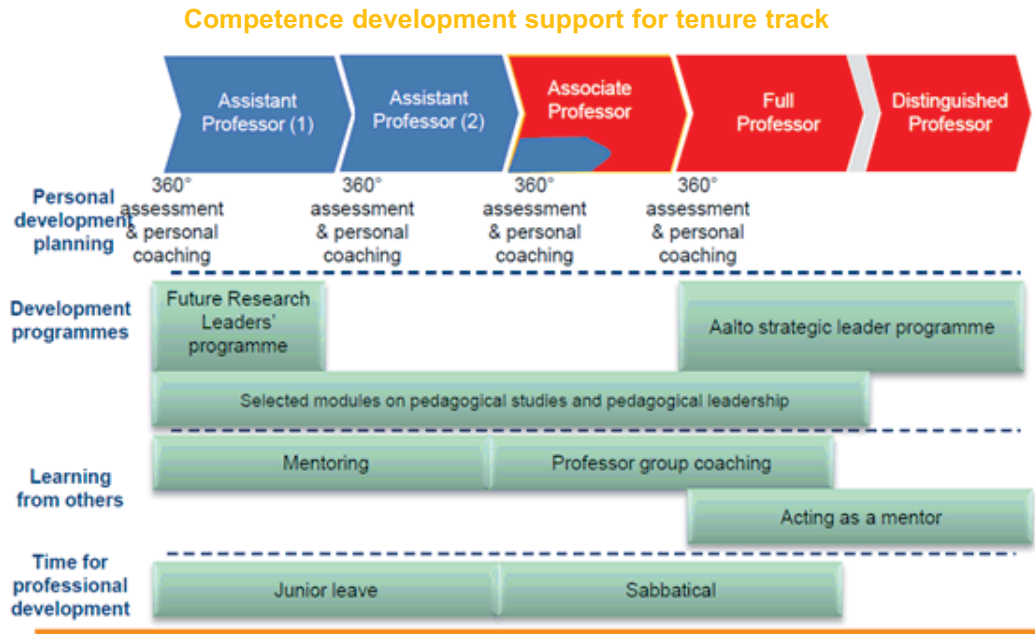 Competence development support for tenure track
Assistant
Professor (1)
Assistant
Professor (2)
Associate
Professor
Full
Professor
Distinguished
Professor
Personal
development
planning
360°
assessment
& personal
coaching
360°
assessment
& personal
coaching
360°
assessment
& personal
coaching
360°
assessment
& personal
coaching
Development
programmes
Future Research
Leaders'
programme
Aalto strategic leader programme
Selected modules on pedagogical studies and pedagogical leadership
Learning
from others
Mentoring
Professor group coaching
Acting as a mentor
Time for
professional
development
Junior leave
Sabbatical